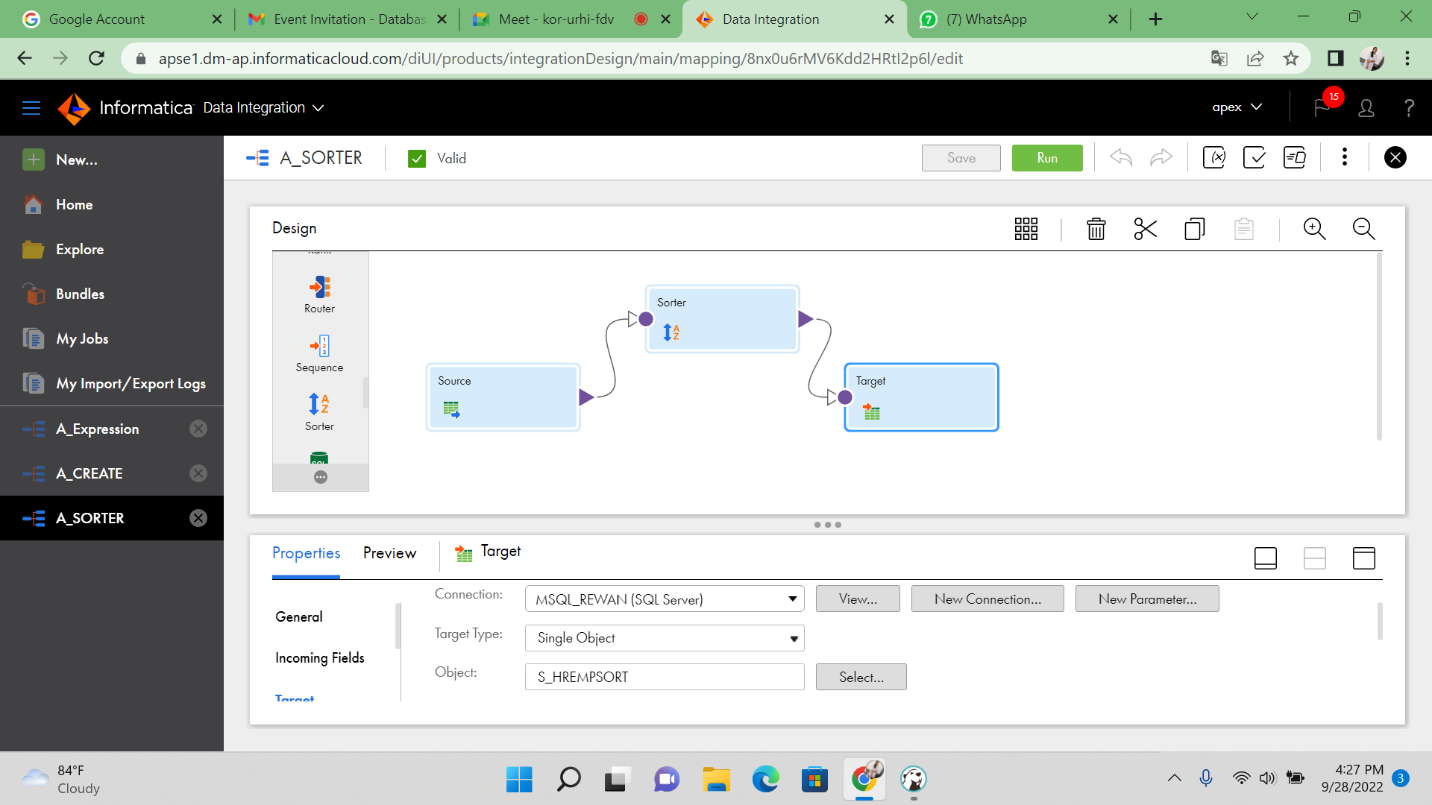 Google Account
Event Invitation - Databas
Meet - kor-urhi-fdv
Data Integration
(7) WhatsApp
apse1.dm-ap.informaticacloud.com/diUI/products/integrationDesign/main/mapping/8nx0u6rMV6Kdd2HRtI2p6l/edit
Informatica Data Integration
apex
15
New...
Home
Explore
Bundles
My Jobs
My Import/Export Logs
A_Expression
A_CREATE
A_SORTER
A_SORTER
Valid
Save
Run
Design
Rank
Router
Sequence
Sorter
SQL
Source
Sorter
Target
Properties
Preview
Target
General
Incoming Fields
Target
Connection:
MSQL_REWAN (SQL Server)
View...
New Connection...
New Parameter...
Target Type:
Single Object
Object:
S_HREMPSORT
Select...
84°F
Cloudy
4:27 PM
9/28/2022
3